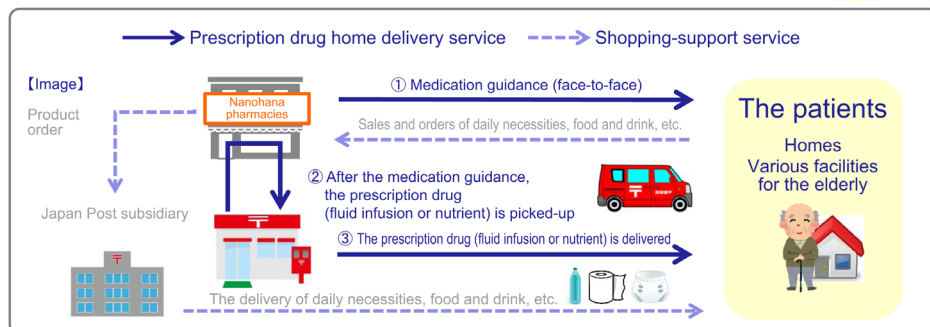 Prescription drug home delivery service
Shopping-support service
【Image】
Product
order
Nanohana
pharmacies
① Medication guidance (face-to-face)
Sales and orders of daily necessities, food and drink, etc.
② After the medication guidance,
the prescription drug
(fluid infusion or nutrient) is picked-up
Japan Post subsidiary
〒
〒
〒
③ The prescription drug (fluid infusion or nutrient) is delivered
〒
The delivery of daily necessities, food and drink, etc.
The patients
Homes
Various facilities
for the elderly